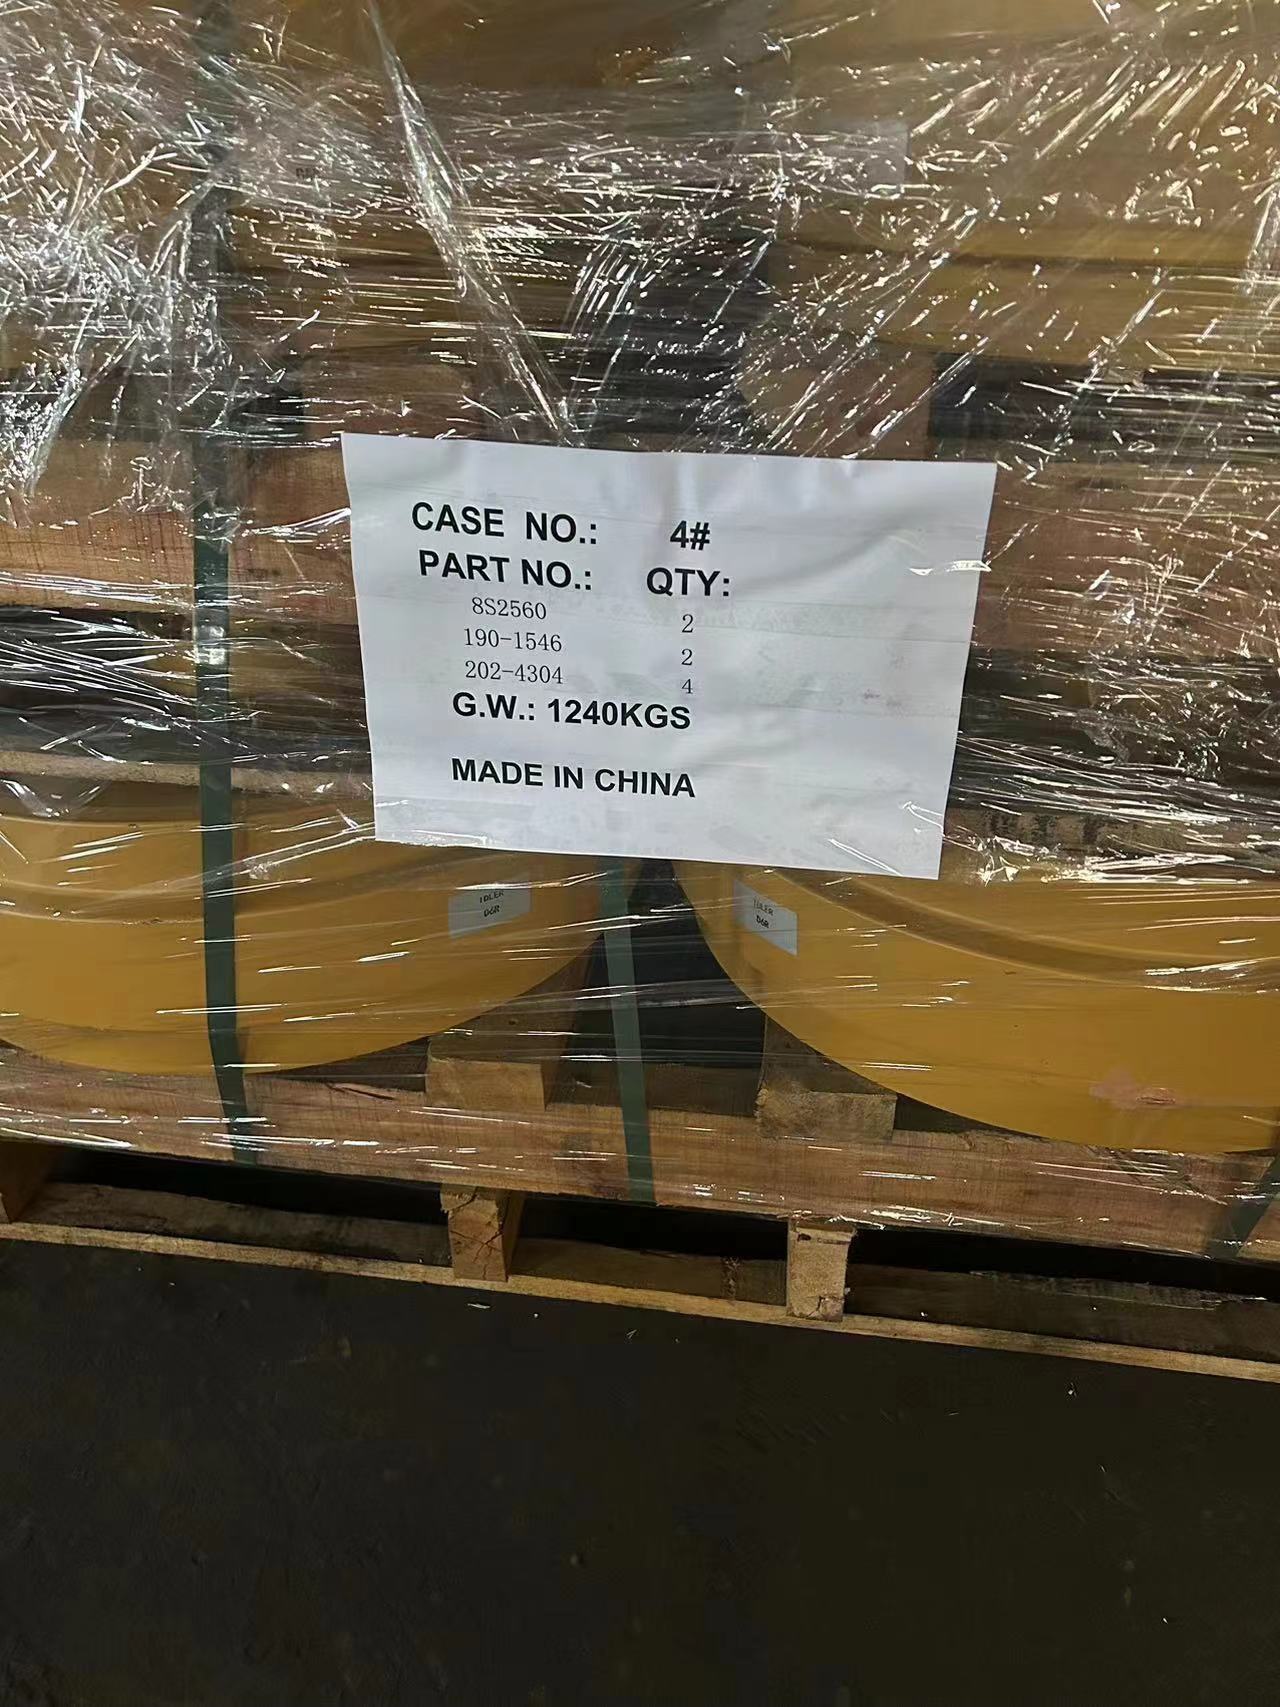 CASE NO.: 4#
PART NO.: QTY:
8S2560 2
190-1546 2
202-4304 4
G.W.: 1240KGS
MADE IN CHINA
IDLER
D6R
IDLER
D6R